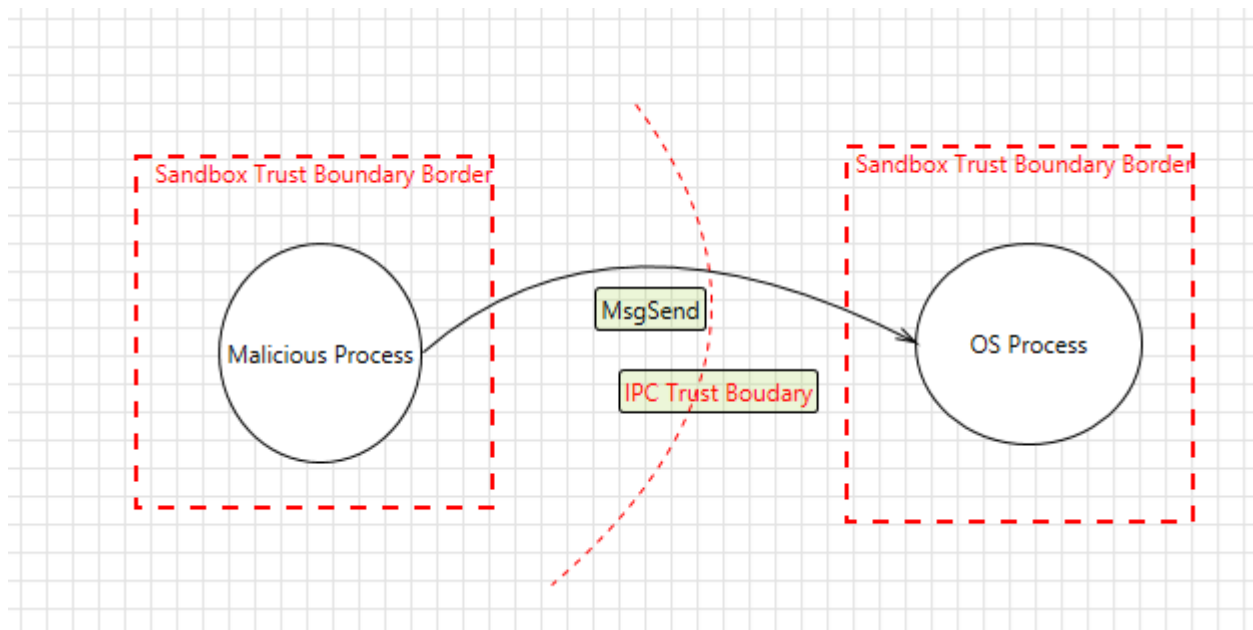 Sandbox Trust Boundary Border
Sandbox Trust Boundary Border
MsgSend
Malicious Process
OS Process
IPC Trust Boudary